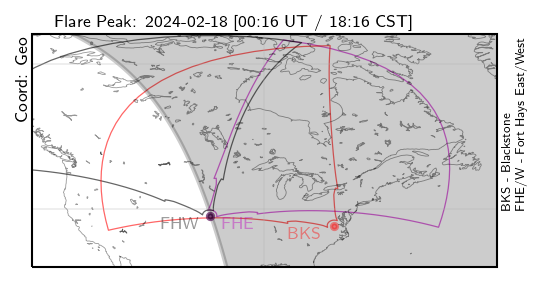 Flare Peak: 2024-02-18 [00:16 UT / 18:16 CST]
Coord: Geo
FHW
FHE
BKS
BKS - Blackstone
FHE/W - Fort Hays East/West